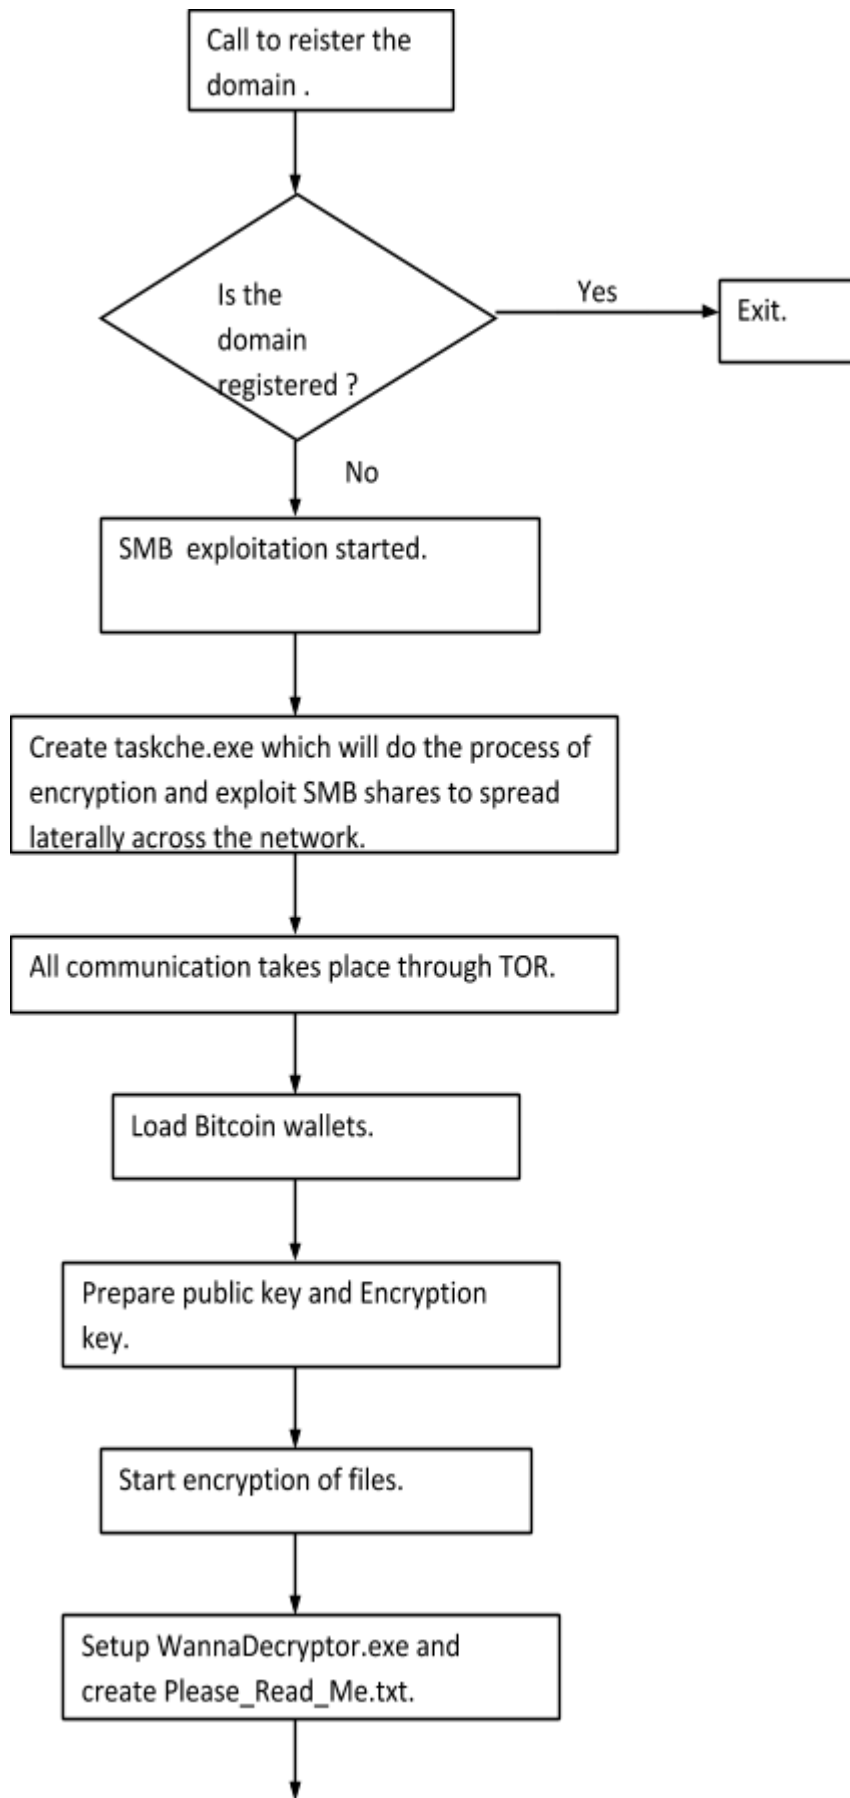 Call to reister the
domain .
Is the
domain
registered ?
Yes
Exit.
No
SMB  exploitation started.
Create taskche.exe which will do the process of
encryption and exploit SMB shares to spread
laterally across the network.
All communication takes place through TOR.
Load Bitcoin wallets.
Prepare public key and Encryption
key.
Start encryption of files.
Setup WannaDecryptor.exe and
create Please_Read_Me.txt.